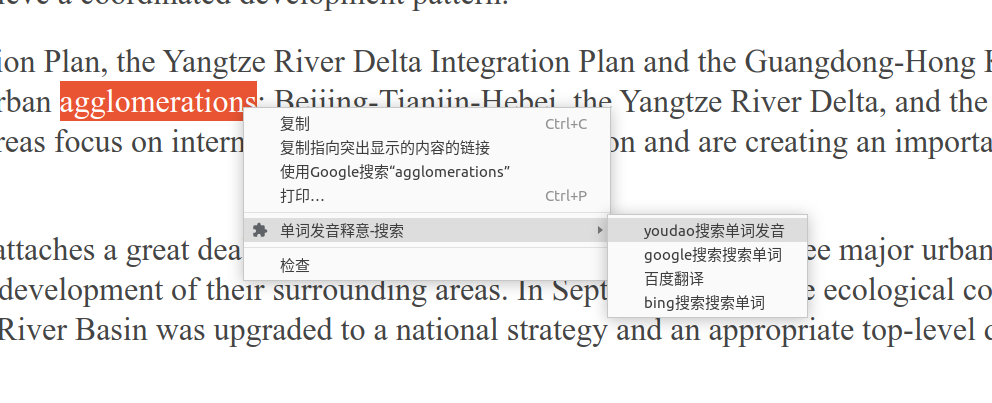 ieve a coordinated development pattern.
ion Plan, the Yangtze River Delta Integration Plan and the Guangdong-Hong
rban agglomerations: Beijing-Tianjin-Hebei, the Yangtze River Delta, and the
reas focus on intern on and are creating an importa
复制 Ctrl+C
复制指向突出显示的内容的链接
使用Google搜索“agglomerations”
打印… Ctrl+P
单词发音释意-搜索
检查
youdao搜索单词发音
google搜索搜索单词
百度翻译
bing搜索搜索单词
attaches a great dea ee major urban
development of their surrounding areas. In Sept e ecological co
River Basin was upgraded to a national strategy and an appropriate top-level